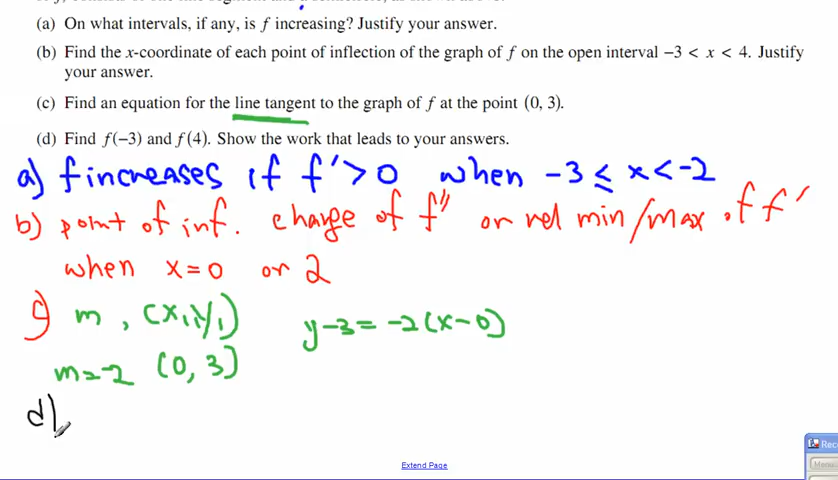 (a) On what intervals, if any, is f increasing? Justify your answer.
(b) Find the x-coordinate of each point of inflection of the graph of f on the open interval −3 < x < 4. Justify
your answer.
(c) Find an equation for the line tangent to the graph of f at the point (0, 3).
(d) Find f(−3) and f(4). Show the work that leads to your answers.
a) f increases if f' > 0 when -3 ≤ x < -2
b) point of inf. change of f" or rel min/max of f'
when x = 0 or 2
c) m, (x₁, y₁) y-3 = -2(x-0)
m = -2 (0, 3)
d)
Extend Page
Rec
Menu